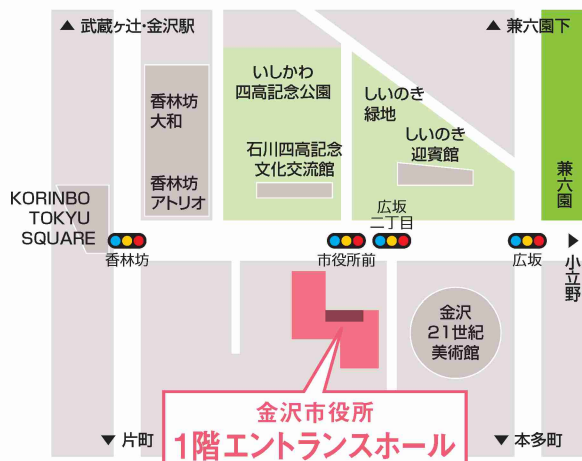 ▲ 武蔵ヶ辻・金沢駅
▲ 兼六園下
いしかわ
四高記念公園
しいのき
緑地
香林坊
大和
石川四高記念
文化交流館
しいのき
迎賓館
兼六園
香林坊
アトリオ
KORINBO
TOKYU
SQUARE
広坂
二丁目
香林坊
市役所前
広坂
▶
小立野
金沢
21世紀
美術館
金沢市役所
1階エントランスホール
▼ 片町
▼ 本多町